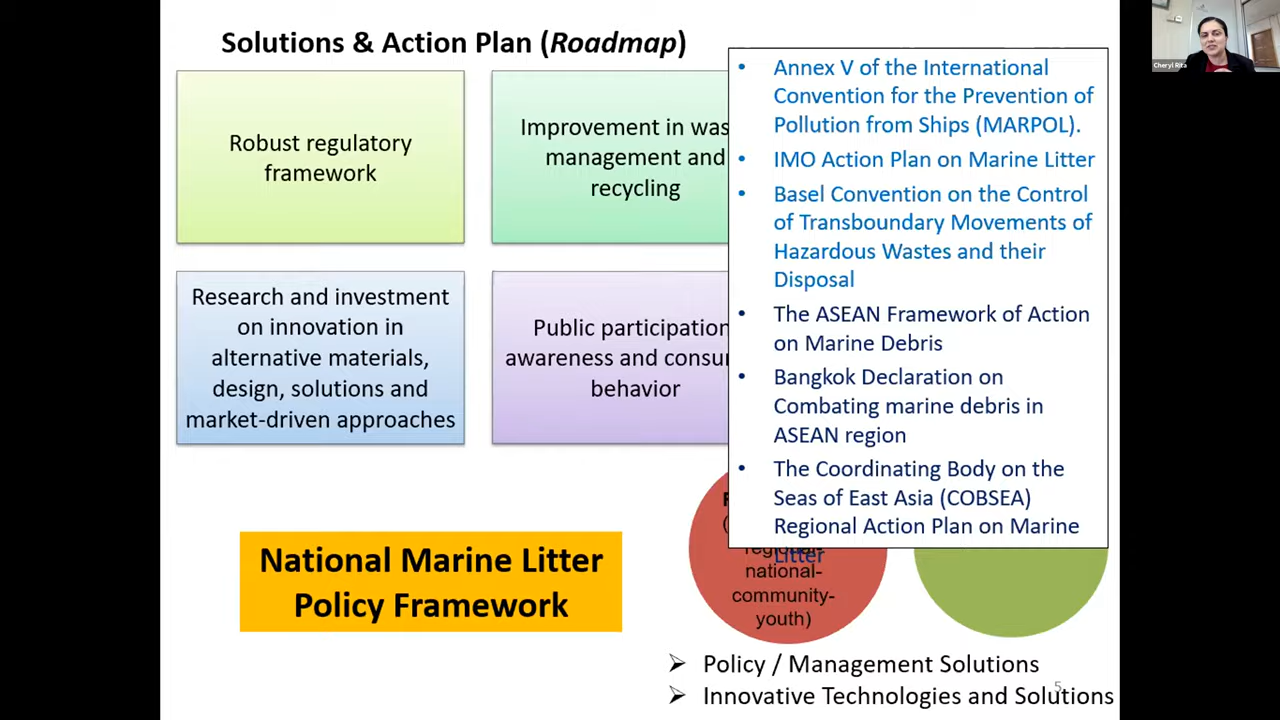 Solutions & Action Plan (Roadmap)
Robust regulatory
framework
Improvement in was
management and
recycling
Research and investment
on innovation in
alternative materials,
design, solutions and
market-driven approaches
Public participation
awareness and consu
behavior
• Annex V of the International
Convention for the Prevention of
Pollution from Ships (MARPOL).
• IMO Action Plan on Marine Litter
• Basel Convention on the Control
of Transboundary Movements of
Hazardous Wastes and their
Disposal
• The ASEAN Framework of Action
on Marine Debris
• Bangkok Declaration on
Combating marine debris in
ASEAN region
• The Coordinating Body on the
Seas of East Asia (COBSEA)
Regional Action Plan on Marine
Litter
national-
community-
youth)
National Marine Litter
Policy Framework
➢ Policy / Management Solutions
➢ Innovative Technologies and Solutions
5
Cheryl Rita